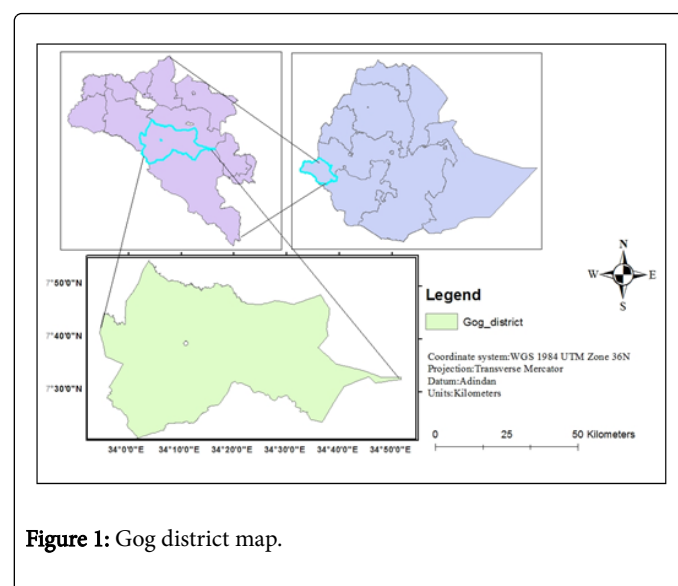 N
W E
S
7°50'0"N
7°40'0"N
7°30'0"N
34°0'0"E 34°10'0"E 34°20'0"E 34°30'0"E 34°40'0"E 34°50'0"E
Legend
Gog_district
Coordinate system:WGS 1984 UTM Zone 36N
Projection:Transverse Mercator
Datum:Adindan
Units:Kilometers
0 25 50 Kilometers
Figure 1: Gog district map.